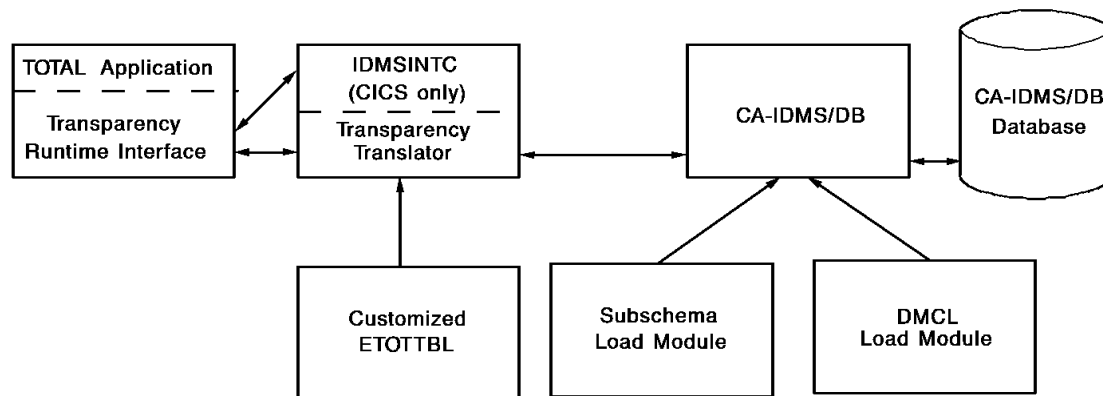 TOTAL Application
Transparency
Runtime Interface
IDMSINTC
(CICS only)
Transparency
Translator
CA-IDMS/DB
CA-IDMS/DB
Database
Customized
ETOTTBL
Subschema
Load Module
DMCL
Load Module